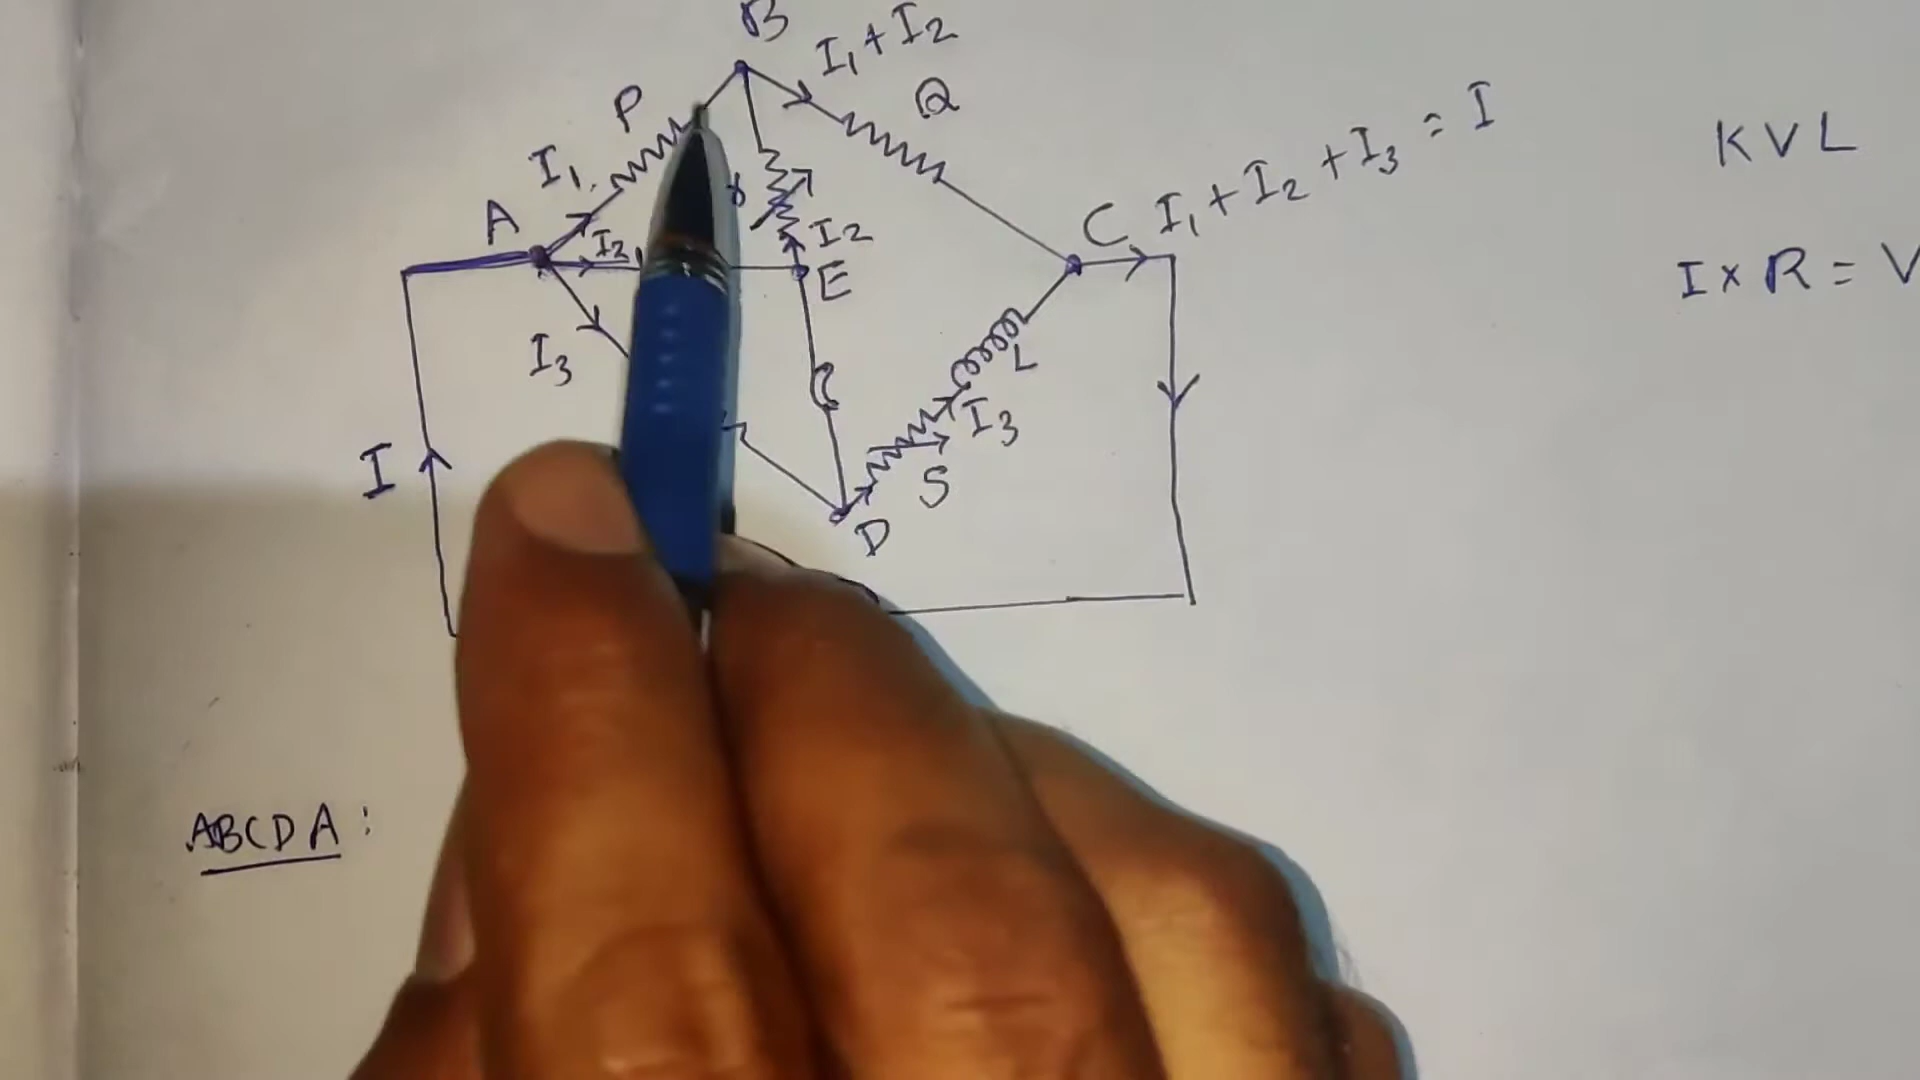 B
I₁ + I₂
P
Q
I₁
γ
A
I₂
I₂
E
C
I₁ + I₂ + I₃ = I
KVL
I × R = V
I₃
L
I₃
I
S
D
ABCDA :